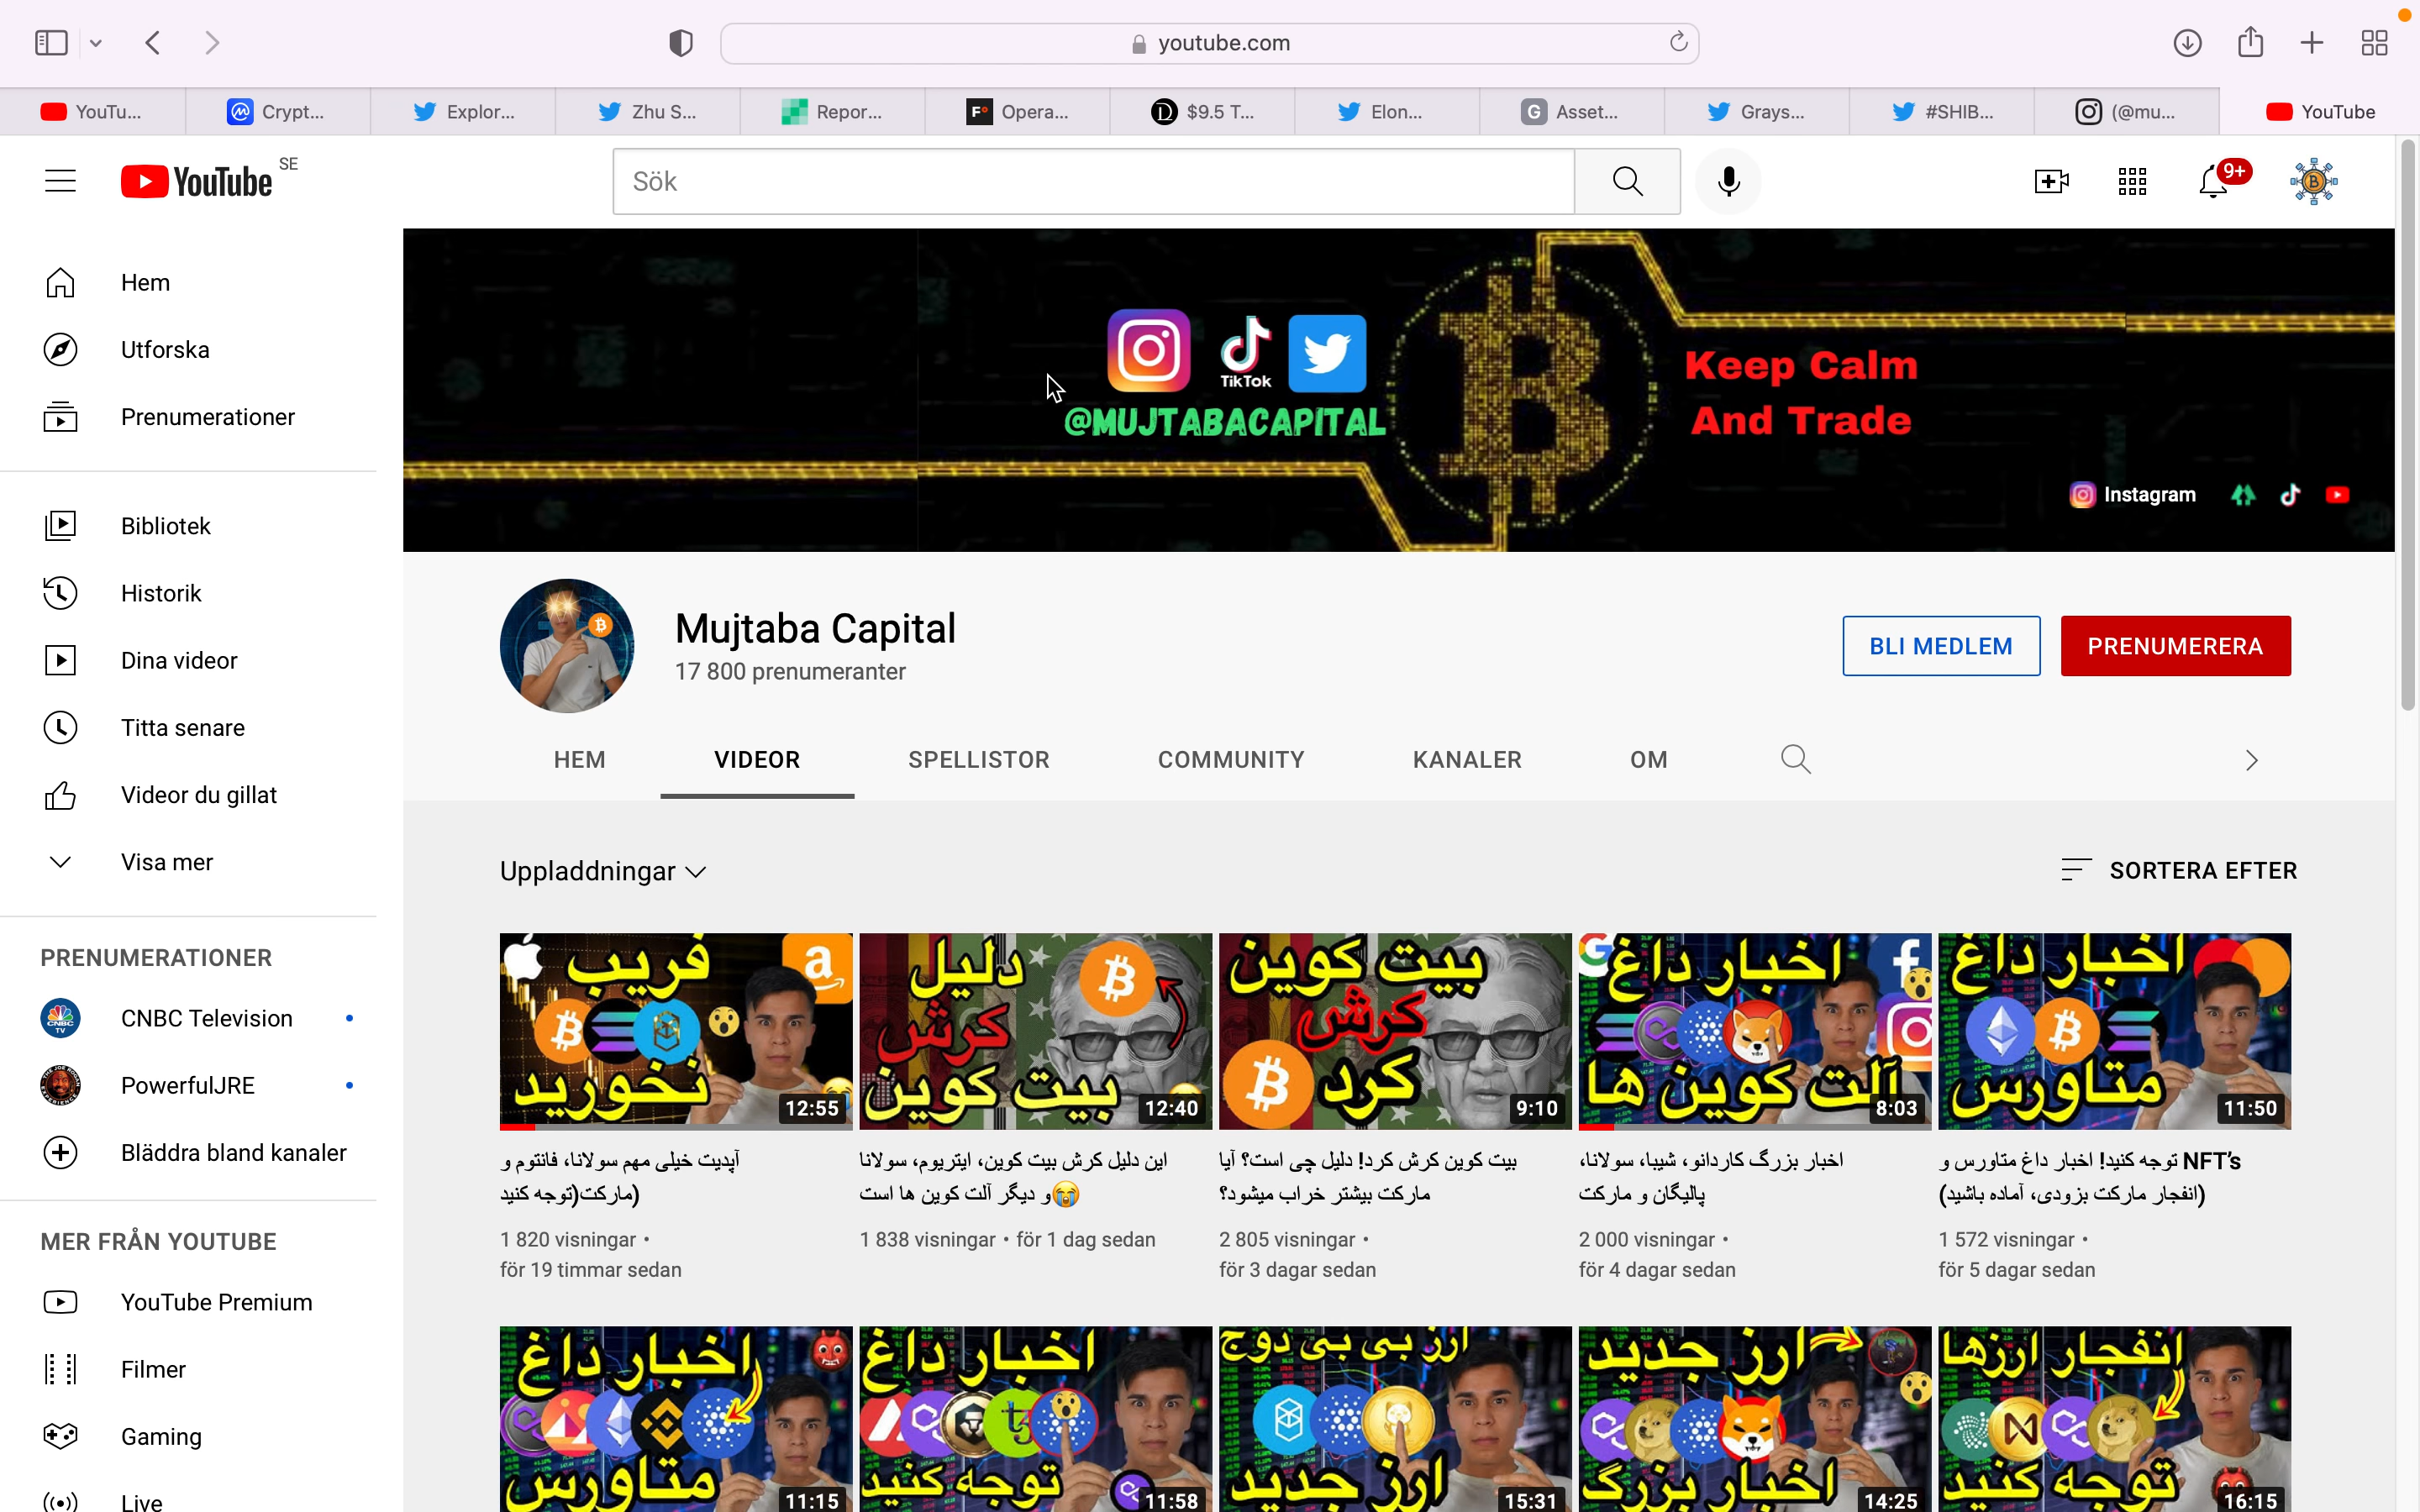 youtube.com
YouTu...
Crypt...
Explor...
Zhu S...
Repor...
F
Opera...
$9.5 T...
Elon...
G
Asset...
Grays...
#SHIB...
(@mu...
YouTube
YouTube SE
Sök
9+
Hem
Utforska
Prenumerationer
Bibliotek
Historik
Dina videor
Titta senare
Videor du gillat
Visa mer
PRENUMERATIONER
CNBC Television
PowerfulJRE
Bläddra bland kanaler
MER FRÅN YOUTUBE
YouTube Premium
Filmer
Gaming
Live
TikTok
@MUJTABACAPITAL
Keep Calm
And Trade
Instagram
Mujtaba Capital
17 800 prenumeranter
BLI MEDLEM
PRENUMERERA
HEM
VIDEOR
SPELLISTOR
COMMUNITY
KANALER
OM
Uppladdningar
SORTERA EFTER
فریب
نخورید
12:55
آپدیت خیلی مهم سولانا، فانتوم و
مارکت(توجه کنید)
1 820 visningar •
för 19 timmar sedan
دلیل
کرش
بیت کوین
12:40
این دلیل کرش بیت کوین، ایتریوم، سولانا
و دیگر آلت کوین ها است😭
1 838 visningar • för 1 dag sedan
بیت کوین
کرش
کرد
9:10
بیت کوین کرش کرد! دلیل چی است؟ آیا
مارکت بیشتر خراب میشود؟
2 805 visningar •
för 3 dagar sedan
اخبار داغ
آلت کوین ها
8:03
اخبار بزرگ کاردانو، شیبا، سولانا،
پالیگان و مارکت
2 000 visningar •
för 4 dagar sedan
اخبار داغ
متاورس
11:50
توجه کنید! اخبار داغ متاورس و NFT’s
(انفجار مارکت بزودی، آماده باشید)
1 572 visningar •
för 5 dagar sedan
اخبار داغ
متاورس
11:15
اخبار داغ
توجه کنید
11:58
ارز بی بی دوج
ارز جدید
15:31
ارز جدید
اخبار بزرگ
14:25
انفجار ارزها
توجه کنید
16:15